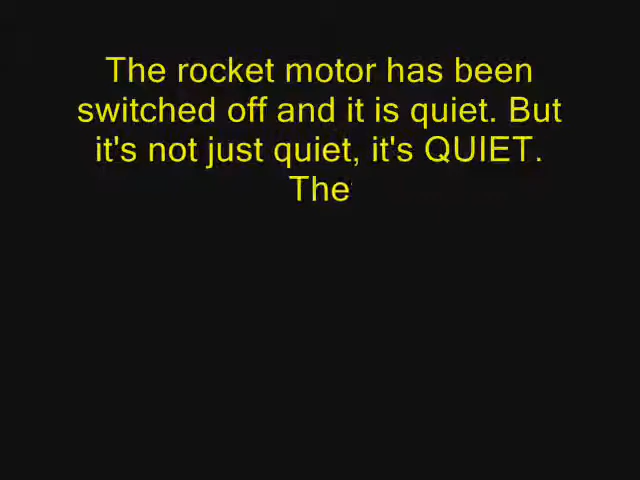 The rocket motor has been
switched off and it is quiet. But
it's not just quiet, it's QUIET.
The